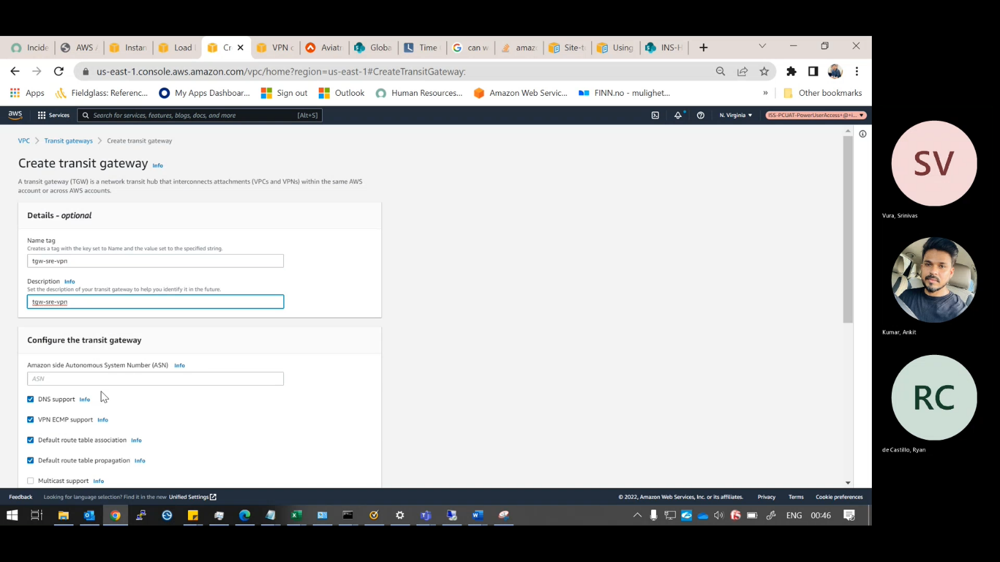 Incide
AWS /
Instan
Load
Cr
VPN c
Aviatr
Globa
Time
can w
amaz
Site-t
Using
INS-H
us-east-1.console.aws.amazon.com/vpc/home?region=us-east-1#CreateTransitGateway:
Apps
Fieldglass: Referenc...
My Apps Dashboar...
Sign out
Outlook
Human Resources...
Amazon Web Servic...
FINN.no - mulighet...
»
Other bookmarks
aws
Services
Search for services, features, blogs, docs, and more
[Alt+S]
N. Virginia
ISS-PCUAT-PowerUserAccess+@+i...
VPC > Transit gateways > Create transit gateway
Create transit gateway Info
A transit gateway (TGW) is a network transit hub that interconnects attachments (VPCs and VPNs) within the same AWS
account or across AWS accounts.
Details - optional
Name tag
Creates a tag with the key set to Name and the value set to the specified string.
tgw-sre-vpn
Description Info
Set the description of your transit gateway to help you identify it in the future.
tgw-sre-vpn
Configure the transit gateway
Amazon side Autonomous System Number (ASN) Info
ASN
DNS support Info
VPN ECMP support Info
Default route table association Info
Default route table propagation Info
Multicast support Info
Feedback
Looking for language selection? Find it in the new Unified Settings
© 2022, Amazon Web Services, Inc. or its affiliates.
Privacy
Terms
Cookie preferences
ENG
00:46
SV
Vura, Srinivas
Kumar, Ankit
RC
de Castillo, Ryan